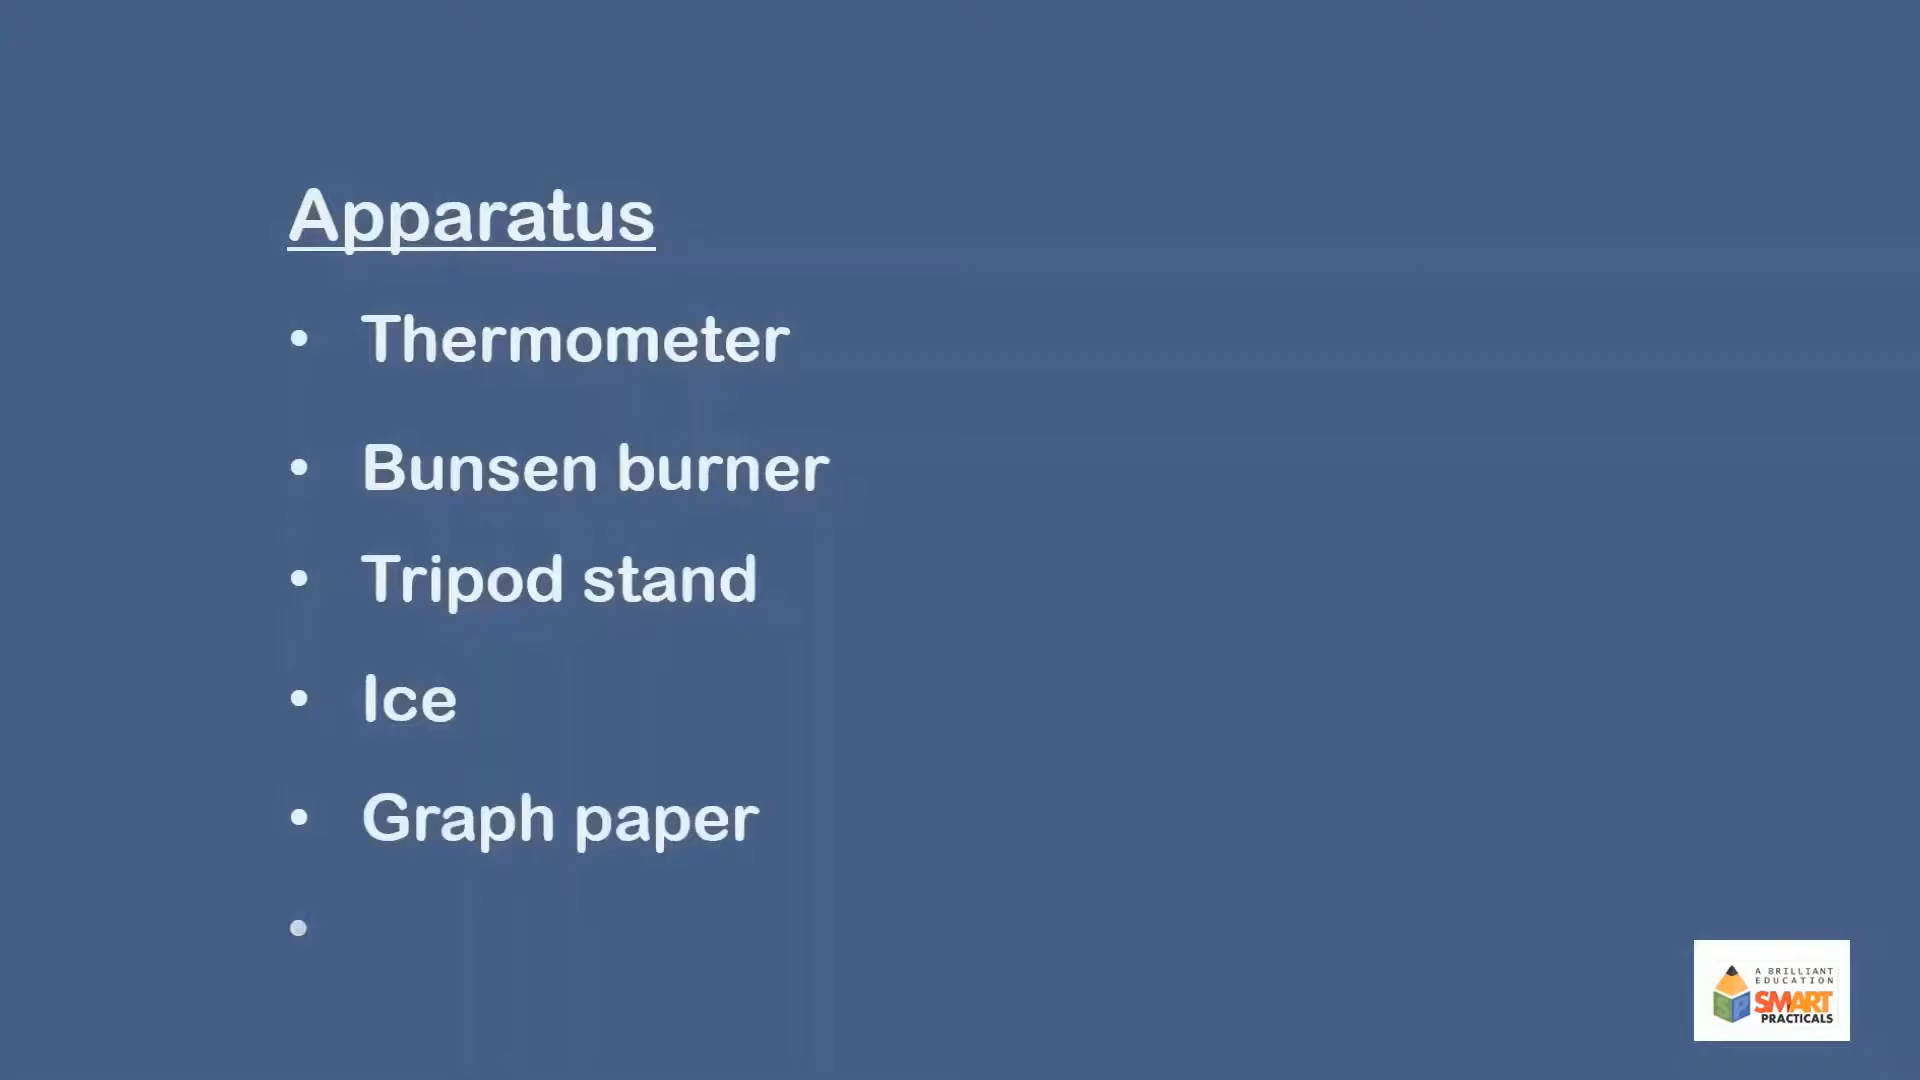 Apparatus
• Thermometer
• Bunsen burner
• Tripod stand
• Ice
• Graph paper
•
A BRILLIANT
EDUCATION
SMART
PRACTICALS